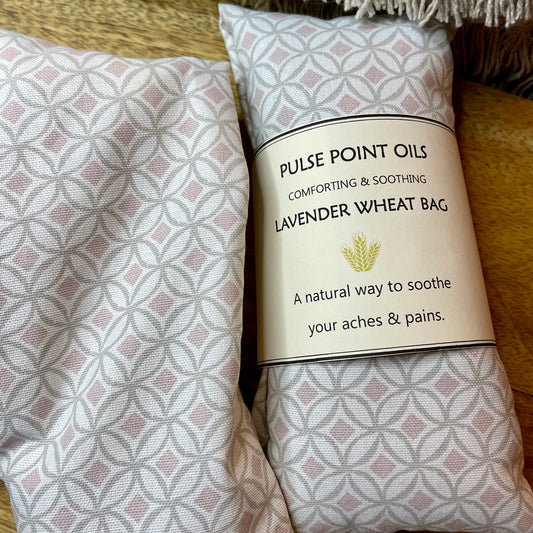 PULSE POINT OILS
COMFORTING & SOOTHING
LAVENDER WHEAT BAG
A natural way to soothe
your aches & pains.